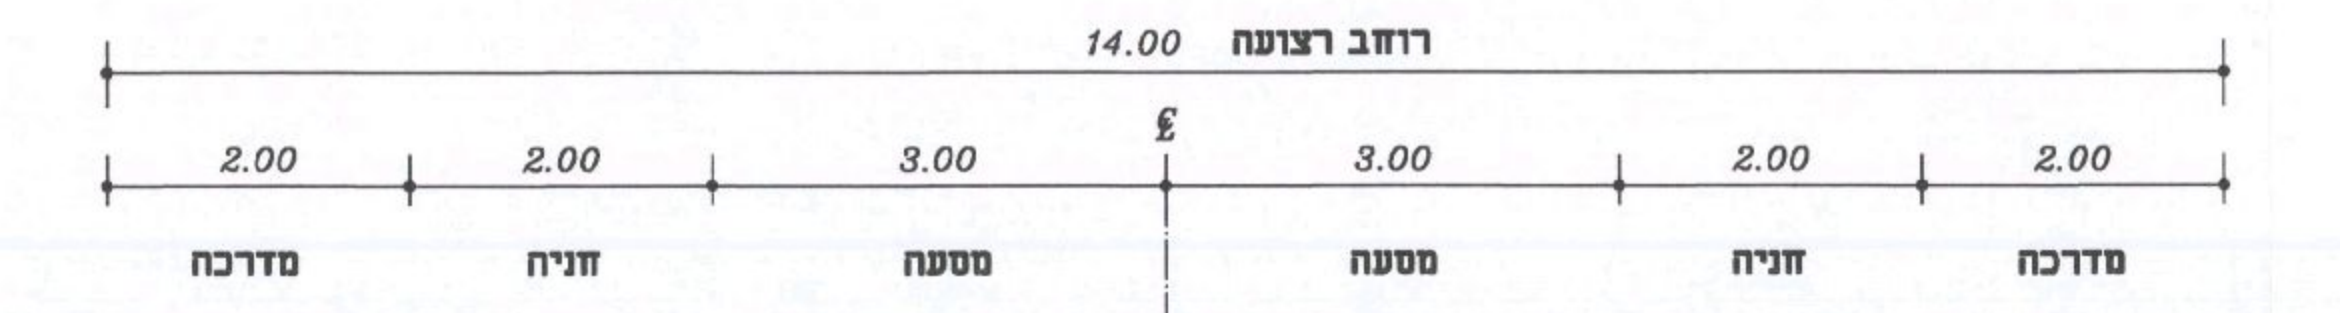 רוחב רצועה 14.00
℄
2.00 2.00 3.00 3.00 2.00 2.00
מדרכה חניה מסעה מסעה חניה מדרכה